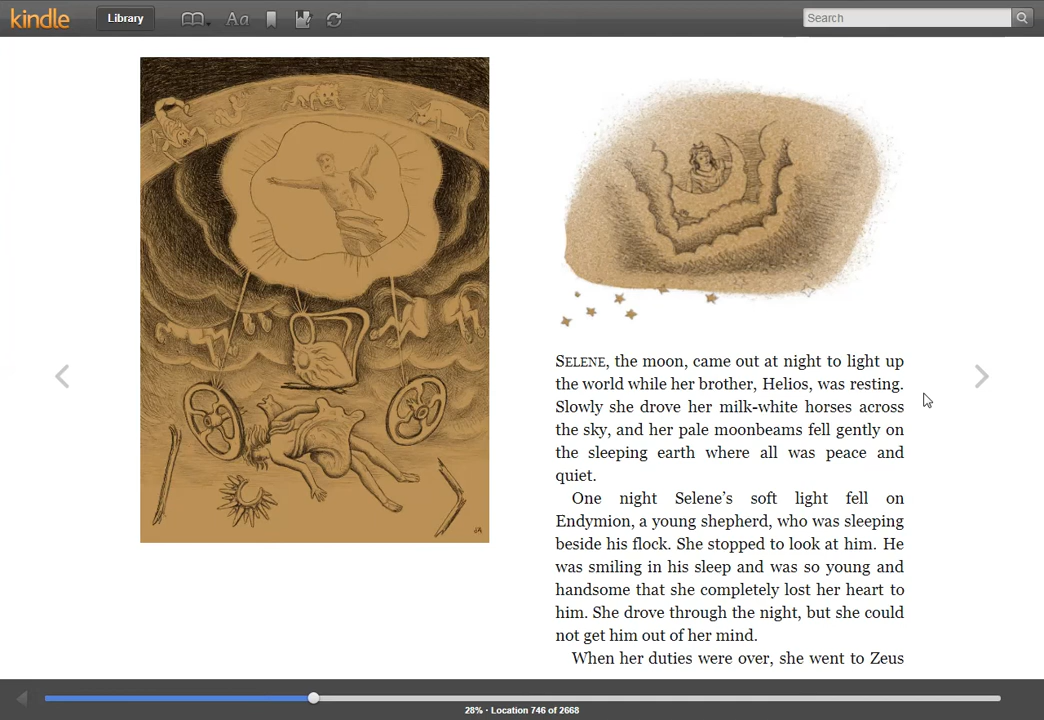 kindle
Library
Aa
Search
SELENE, the moon, came out at night to light up
the world while her brother, Helios, was resting.
Slowly she drove her milk-white horses across
the sky, and her pale moonbeams fell gently on
the sleeping earth where all was peace and
quiet.
One night Selene’s soft light fell on
Endymion, a young shepherd, who was sleeping
beside his flock. She stopped to look at him. He
was smiling in his sleep and was so young and
handsome that she completely lost her heart to
him. She drove through the night, but she could
not get him out of her mind.
When her duties were over, she went to Zeus
28% · Location 746 of 2668